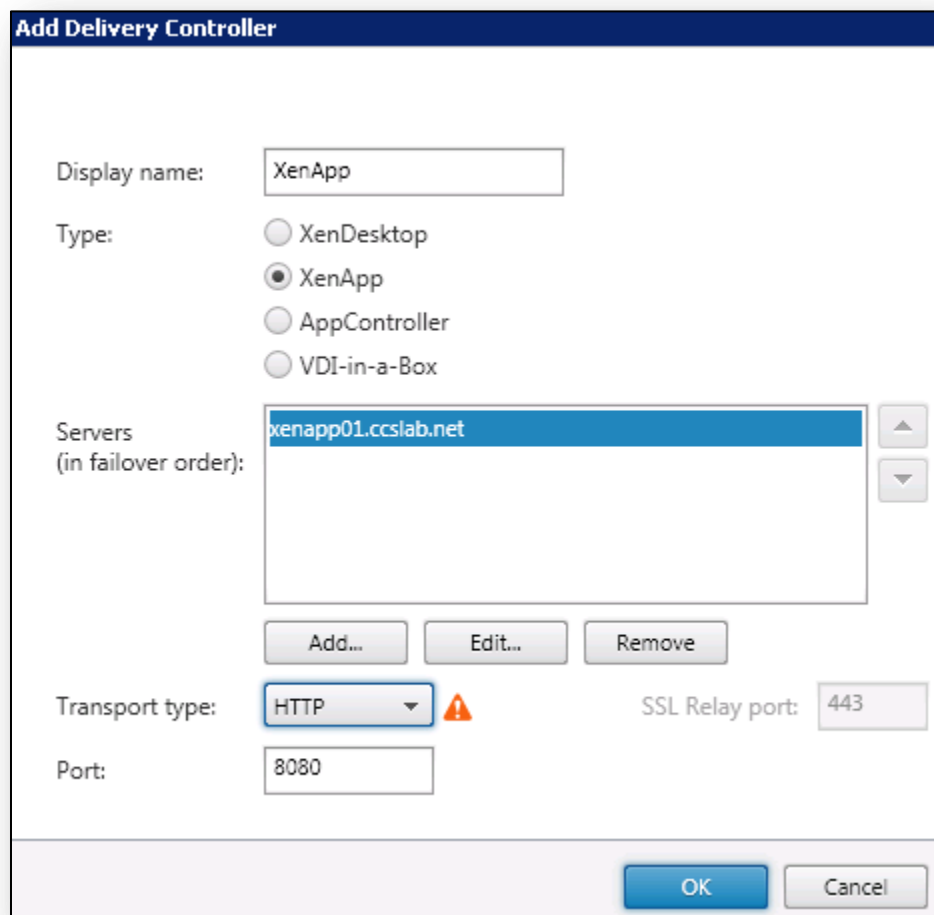 Add Delivery Controller
Display name: XenApp
Type: XenDesktop
XenApp
AppController
VDI-in-a-Box
Servers
(in failover order):
xenapp01.ccslab.net
Add... Edit... Remove
Transport type: HTTP SSL Relay port: 443
Port: 8080
OK Cancel